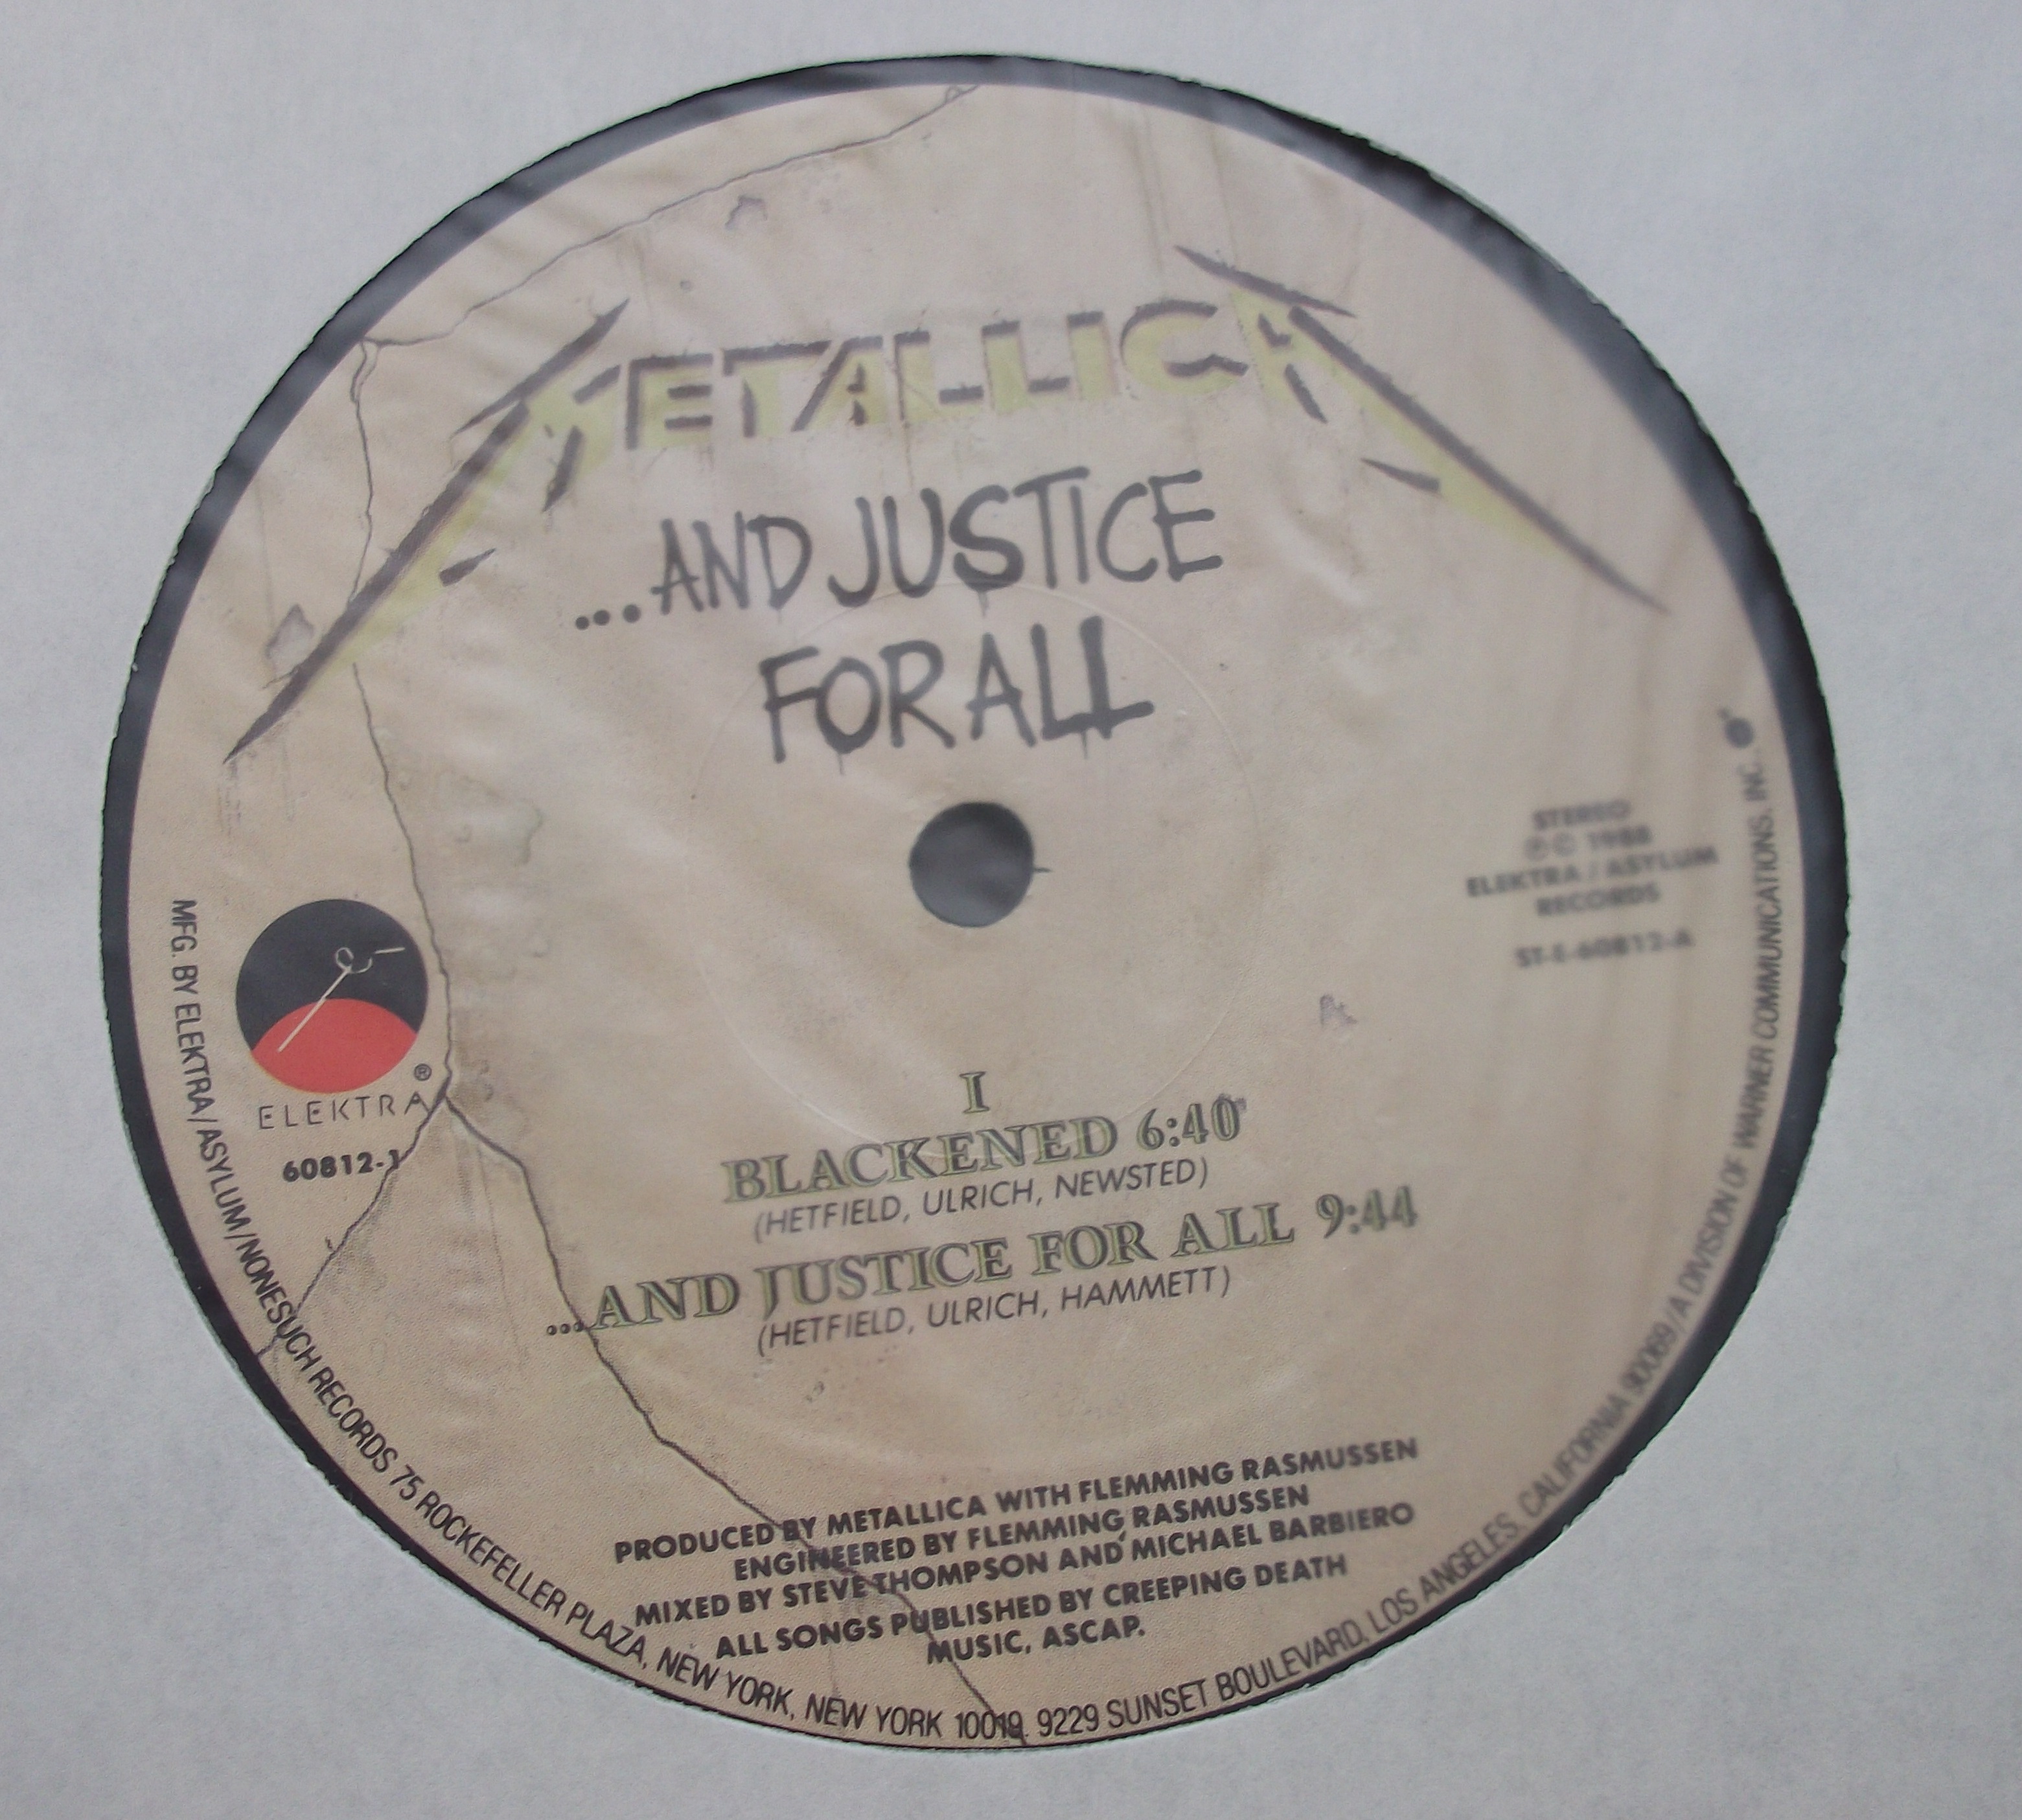 METALLICA
...AND JUSTICE
FOR ALL
STEREO
℗© 1988
ELEKTRA / ASYLUM
RECORDS
ST-E-60812-A
®
ELEKTRA
60812-1
I
BLACKENED 6:40
(HETFIELD, ULRICH, NEWSTED)
...AND JUSTICE FOR ALL 9:44
(HETFIELD, ULRICH, HAMMETT)
PRODUCED BY METALLICA WITH FLEMMING RASMUSSEN
ENGINEERED BY FLEMMING RASMUSSEN
MIXED BY STEVE THOMPSON AND MICHAEL BARBIERO
ALL SONGS PUBLISHED BY CREEPING DEATH
MUSIC, ASCAP.
MFG. BY ELEKTRA/ASYLUM/NONESUCH RECORDS 75 ROCKEFELLER PLAZA, NEW YORK, NEW YORK 10019. 9229 SUNSET BOULEVARD, LOS ANGELES, CALIFORNIA 90069/A DIVISION OF WARNER COMMUNICATIONS, INC.